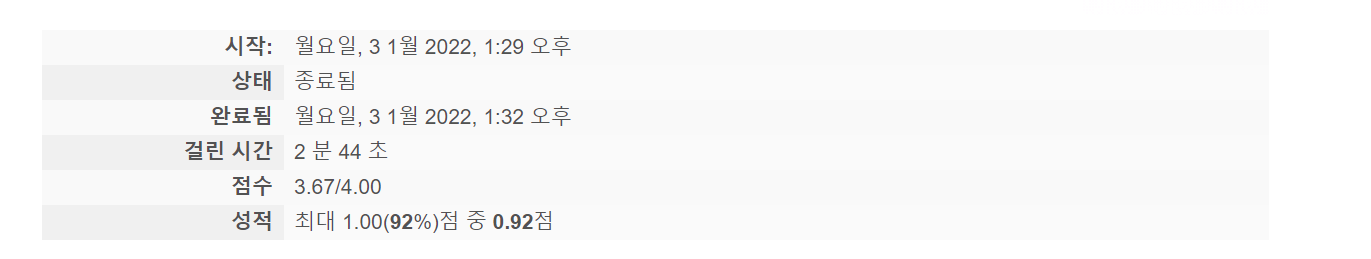 시작: 월요일, 3 1월 2022, 1:29 오후
상태 종료됨
완료됨 월요일, 3 1월 2022, 1:32 오후
걸린 시간 2 분 44 초
점수 3.67/4.00
성적 최대 1.00(92%)점 중 0.92점